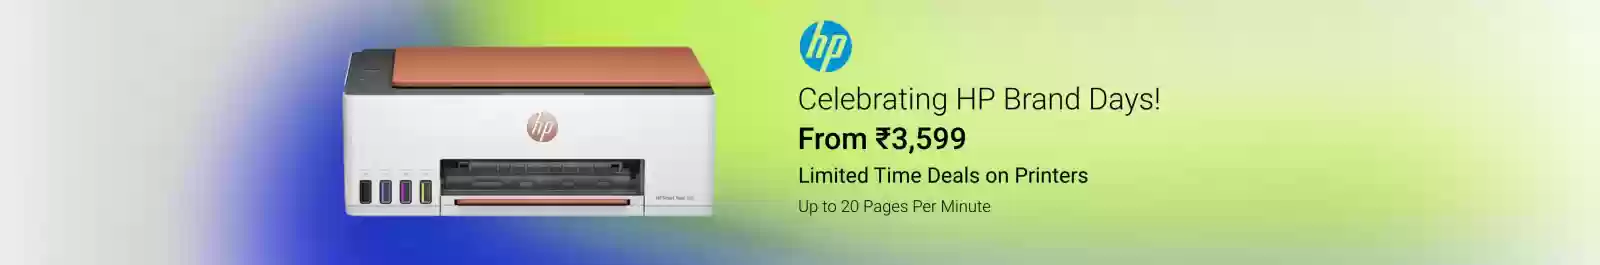 hp
Celebrating HP Brand Days!
From ₹3,599
Limited Time Deals on Printers
Up to 20 Pages Per Minute
hp